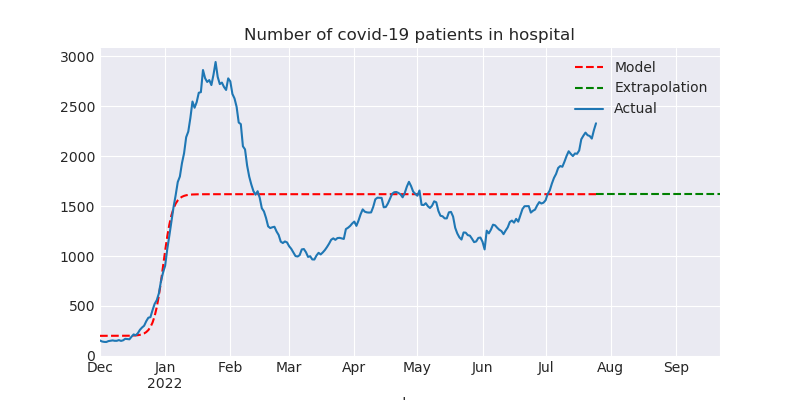 Number of covid-19 patients in hospital
Model
Extrapolation
Actual
3000
2500
2000
1500
1000
500
0
Dec Jan Feb Mar Apr May Jun Jul Aug Sep
2022